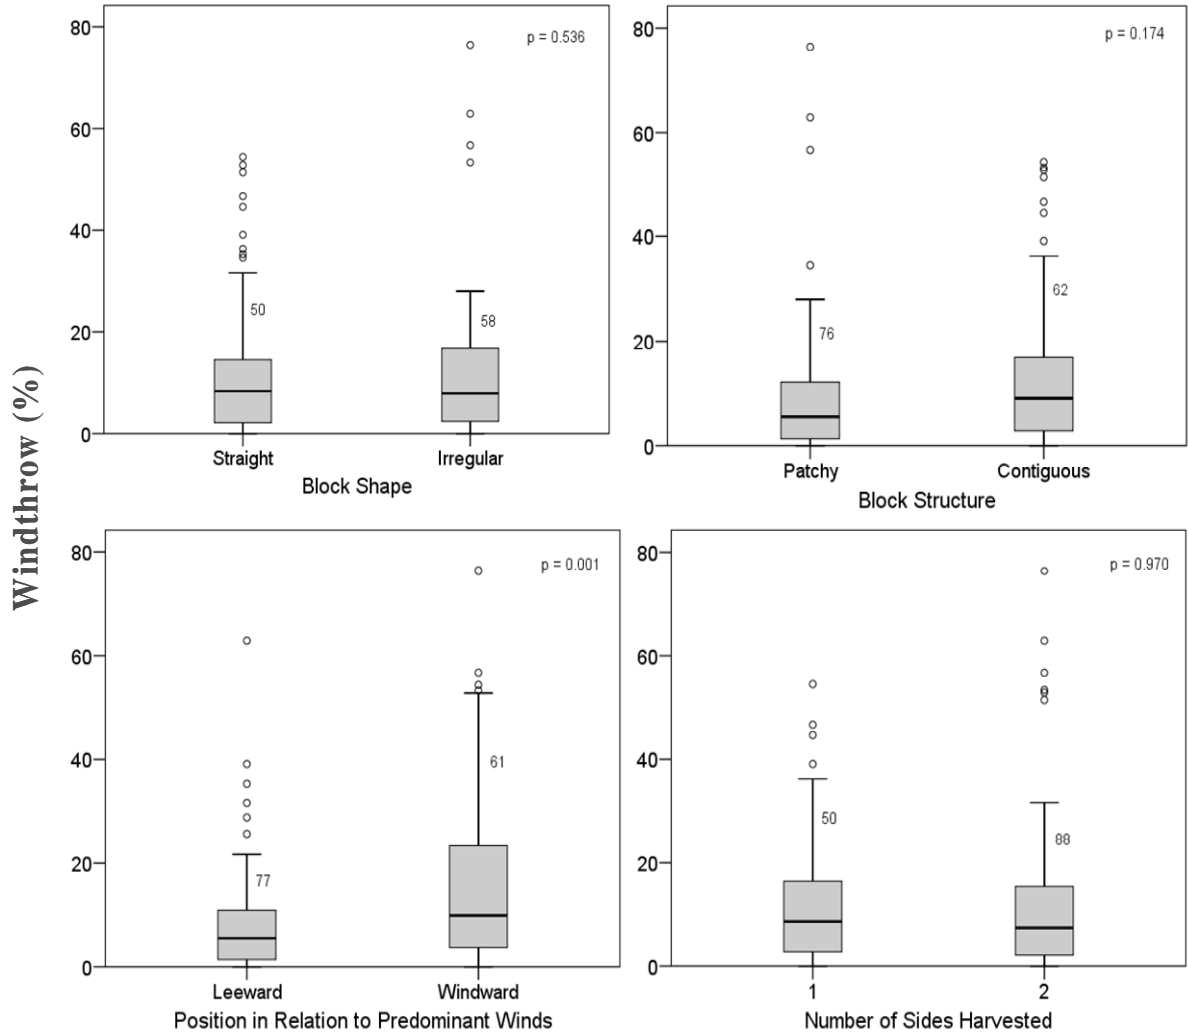 Windthrow (%)
80
60
40
20
0
p = 0.536
50
58
Straight
Irregular
Block Shape
80
60
40
20
0
p = 0.174
76
62
Patchy
Contiguous
Block Structure
80
60
40
20
0
p = 0.001
77
61
Leeward
Windward
Position in Relation to Predominant Winds
80
60
40
20
0
p = 0.970
50
88
1
2
Number of Sides Harvested